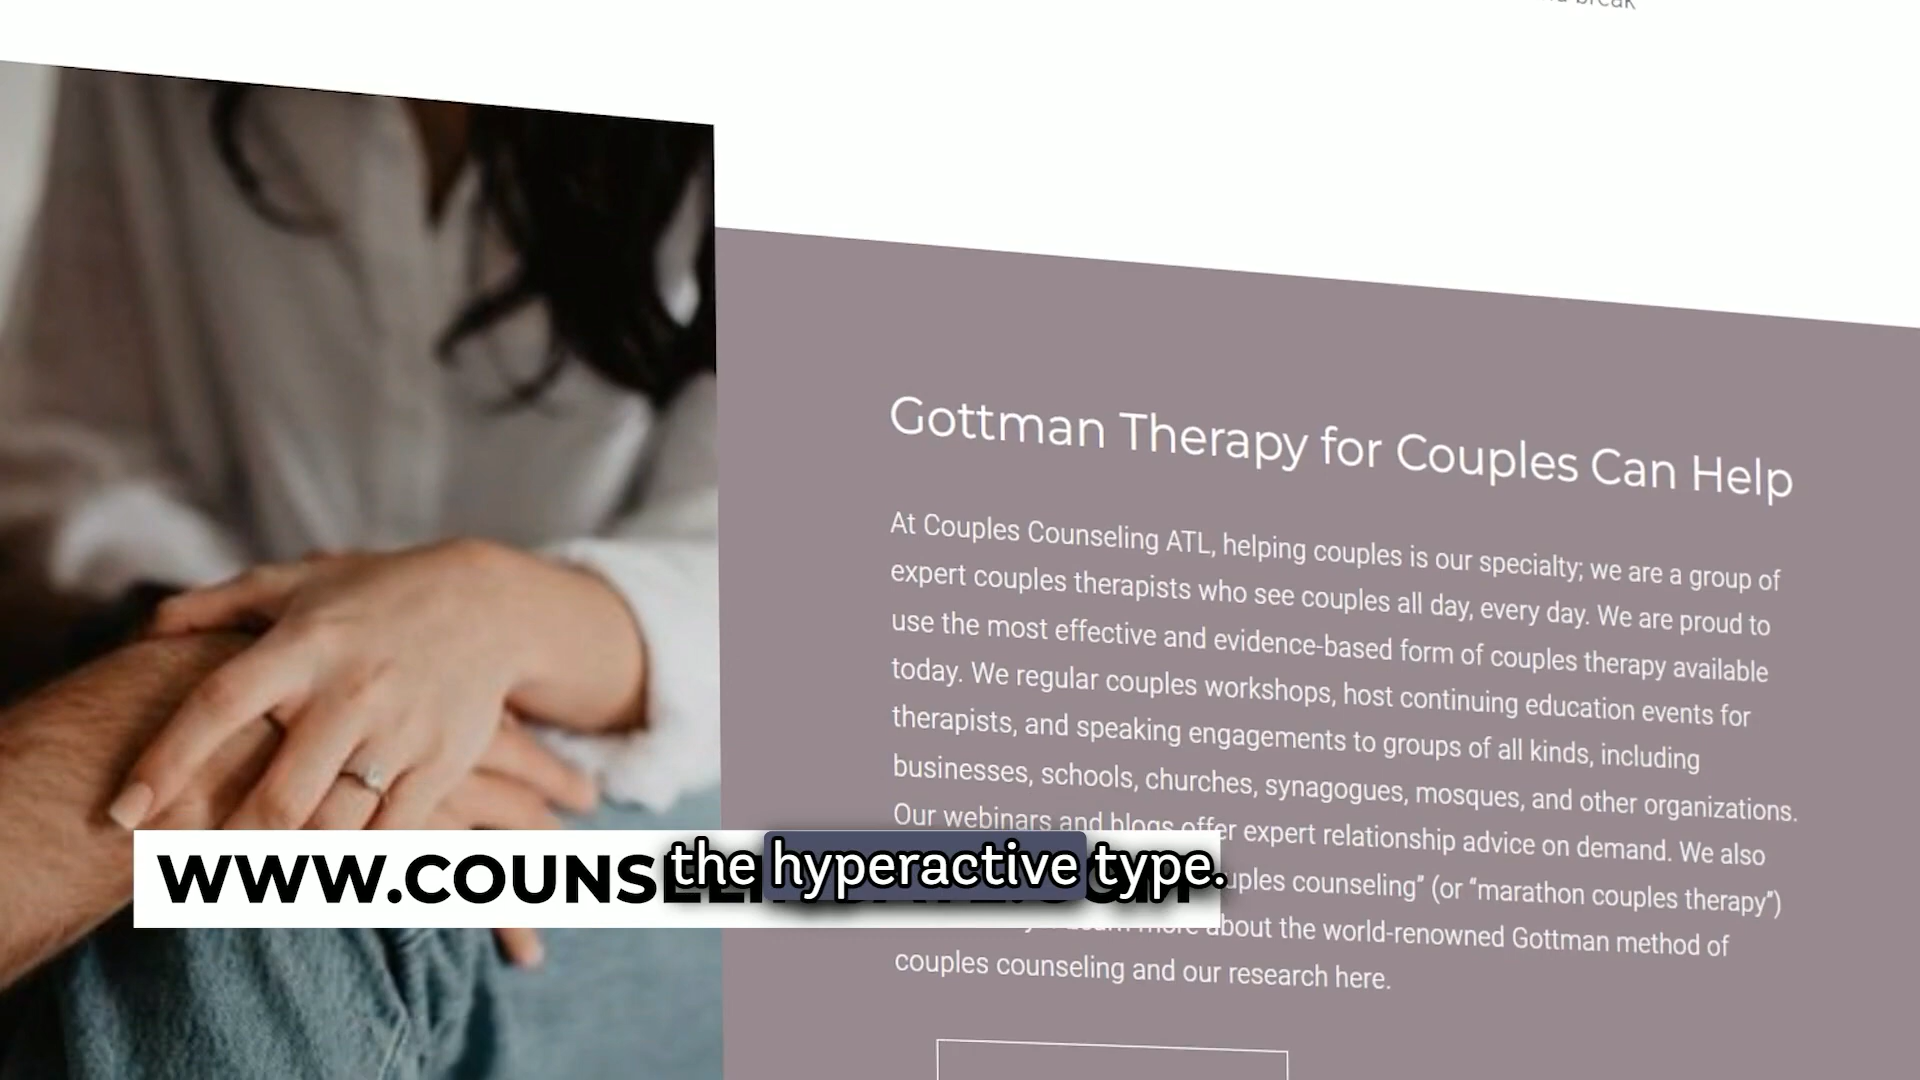 break
Gottman Therapy for Couples Can Help
At Couples Counseling ATL, helping couples is our specialty; we are a group of
expert couples therapists who see couples all day, every day. We are proud to
use the most effective and evidence-based form of couples therapy available
today. We regular couples workshops, host continuing education events for
therapists, and speaking engagements to groups of all kinds, including
businesses, schools, churches, synagogues, mosques, and other organizations.
Our webinars and blogs offer expert relationship advice on demand. We also
couples counseling” (or “marathon couples therapy”)
Learn more about the world-renowned Gottman method of
couples counseling and our research here.
the hyperactive type.